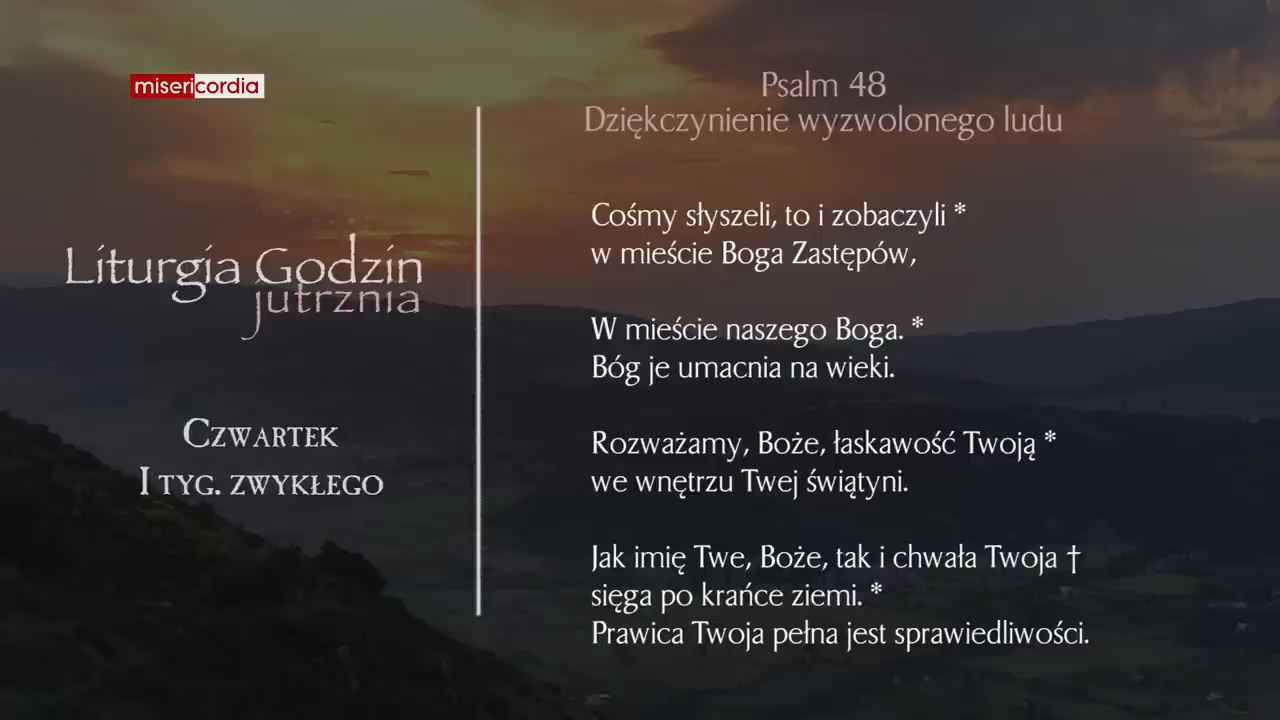 misericordia
Liturgia Godzin
jutrznia
Czwartek
I tyg. zwykłego
Psalm 48
Dziękczynienie wyzwolonego ludu
Cośmy słyszeli, to i zobaczyli *
w mieście Boga Zastępów,
W mieście naszego Boga. *
Bóg je umacnia na wieki.
Rozważamy, Boże, łaskawość Twoją *
we wnętrzu Twej świątyni.
Jak imię Twe, Boże, tak i chwała Twoja †
sięga po krańce ziemi. *
Prawica Twoja pełna jest sprawiedliwości.